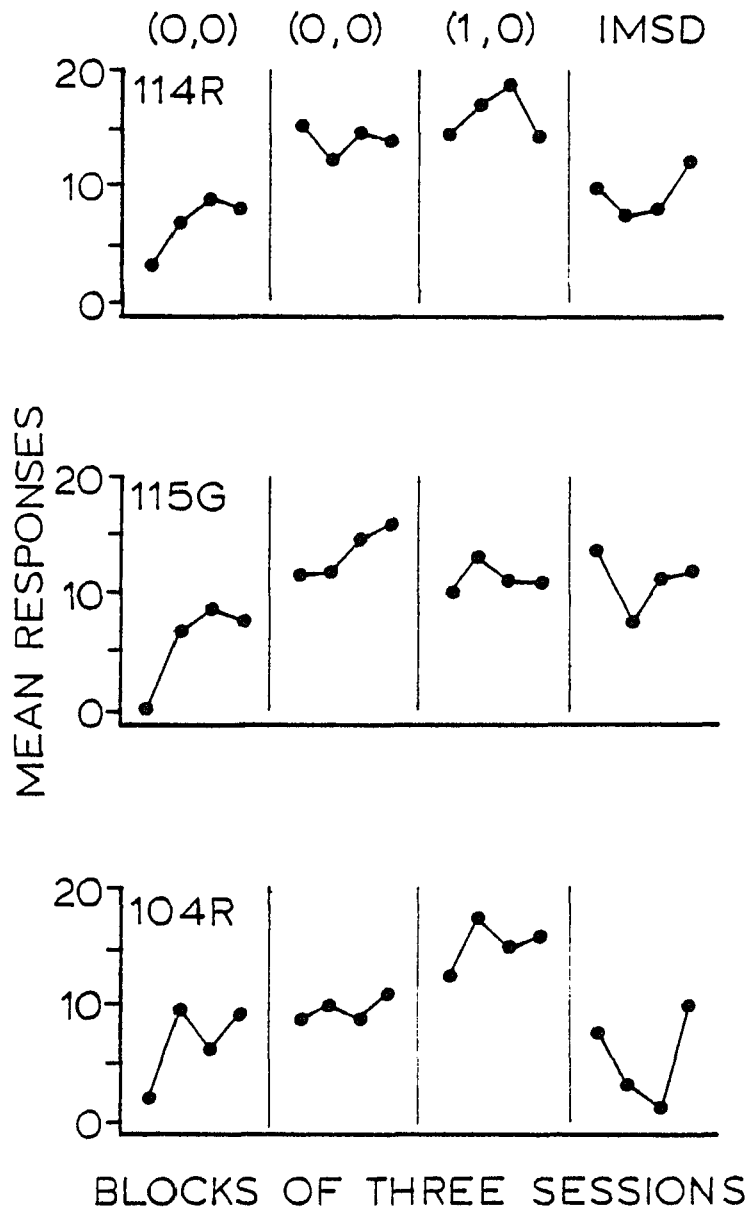 (0,0) (0,0) (1,0) IMSD
20
114R
10
0
MEAN RESPONSES
20
115G
10
0
20
104R
10
0
BLOCKS OF THREE SESSIONS